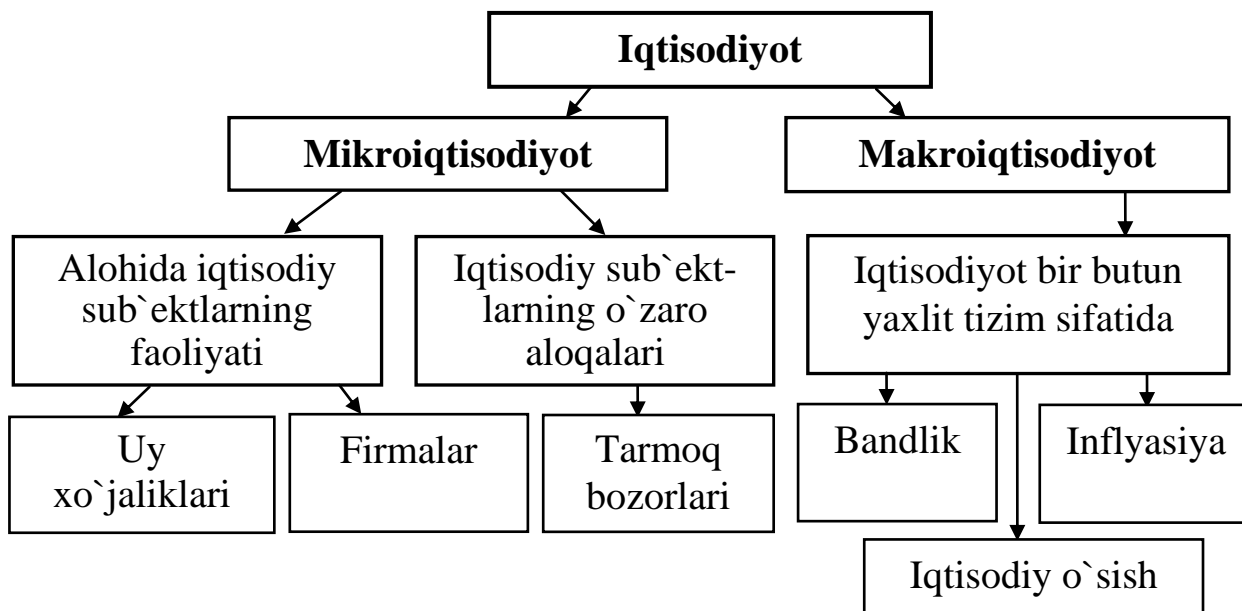 Iqtisodiyot
Mikroiqtisodiyot
Makroiqtisodiyot
Alohida iqtisodiy
sub`ektlarning
faoliyati
Iqtisodiy sub`ekt-
larning o`zaro
aloqalari
Iqtisodiyot bir butun
yaxlit tizim sifatida
Uy
xo`jaliklari
Firmalar
Tarmoq
bozorlari
Bandlik
Inflyasiya
Iqtisodiy o`sish